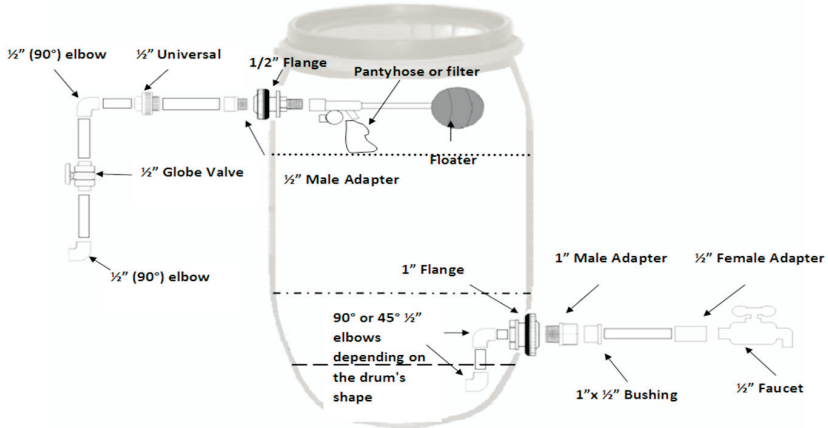 ½” (90°) elbow
½” Universal
1/2” Flange
Pantyhose or filter
Floater
½” Globe Valve
½” Male Adapter
½” (90°) elbow
1” Flange
1” Male Adapter
½” Female Adapter
90° or 45° ½”
elbows
depending on
the drum's
shape
1”x ½” Bushing
½” Faucet